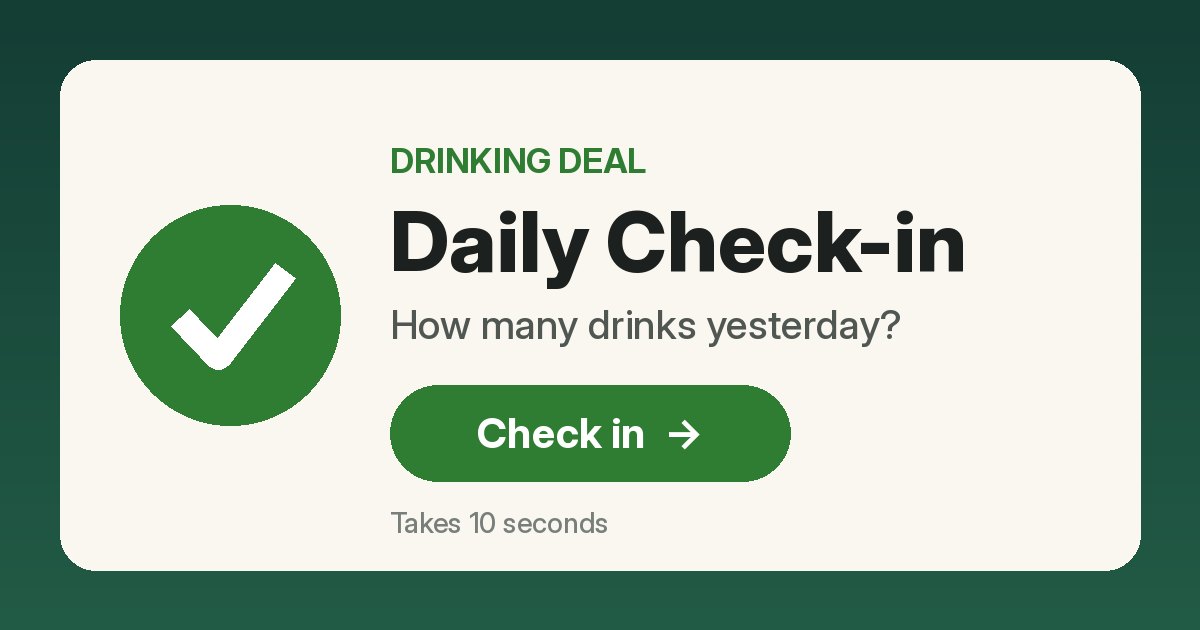 DRINKING DEAL
Daily Check-in
How many drinks yesterday?
Check in →
Takes 10 seconds